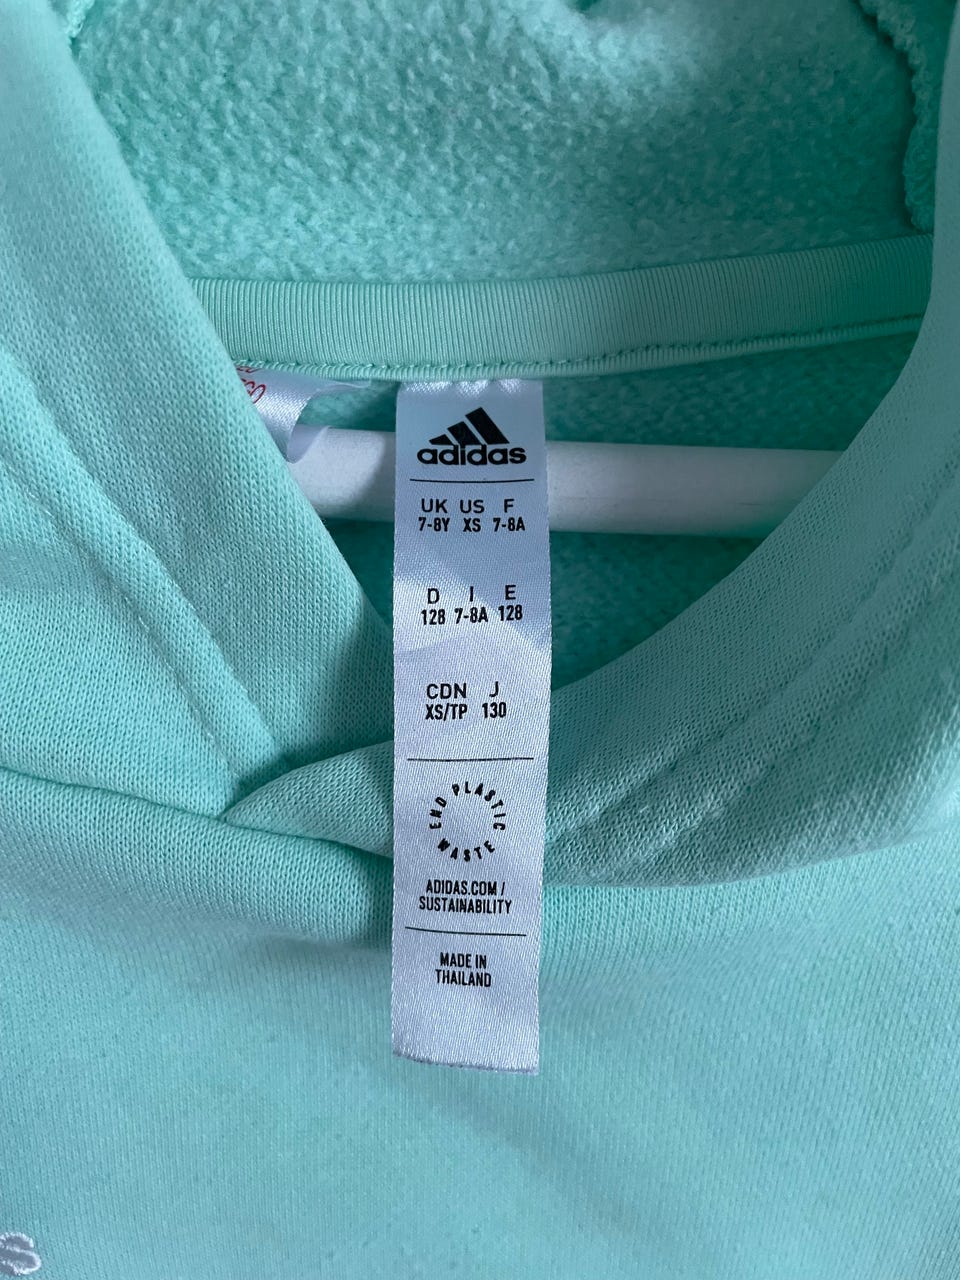 adidas
UK US F
7-8Y XS 7-8A
D I E
128 7-8A 128
CDN J
XS/TP 130
END PLASTIC WASTE
ADIDAS.COM/
SUSTAINABILITY
MADE IN
THAILAND